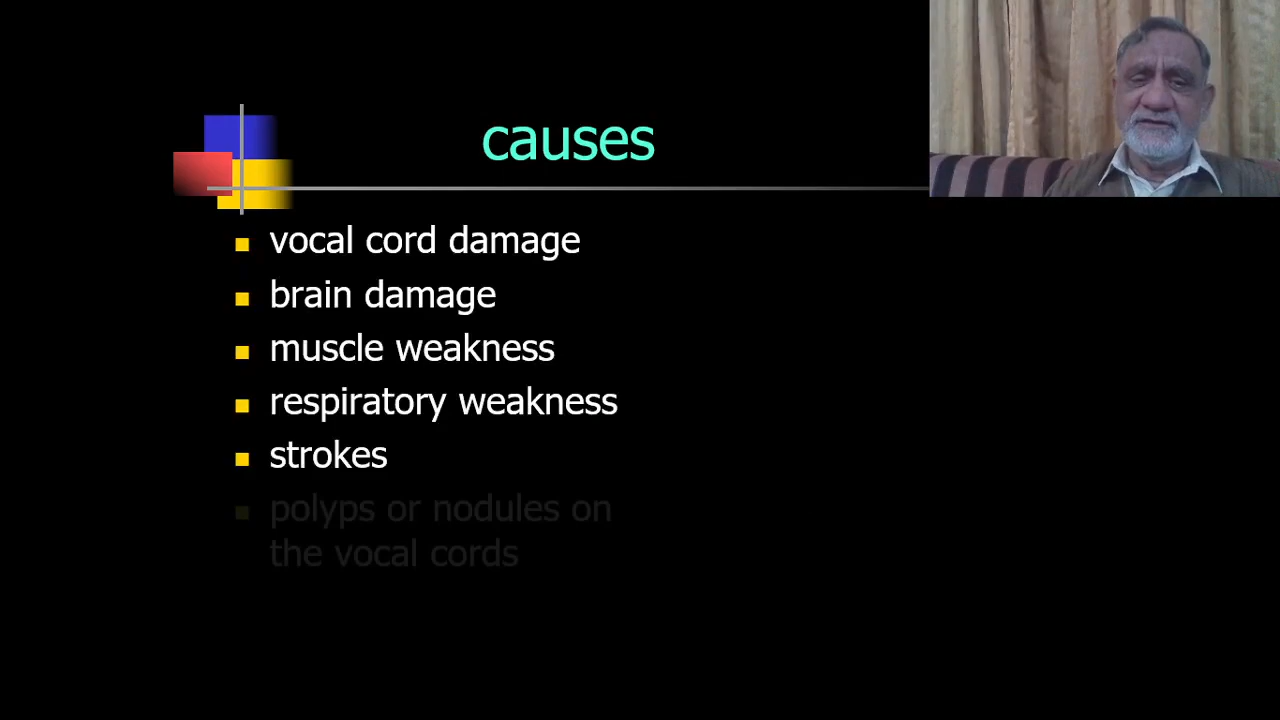 causes
vocal cord damage
brain damage
muscle weakness
respiratory weakness
strokes
polyps or nodules on
the vocal cords